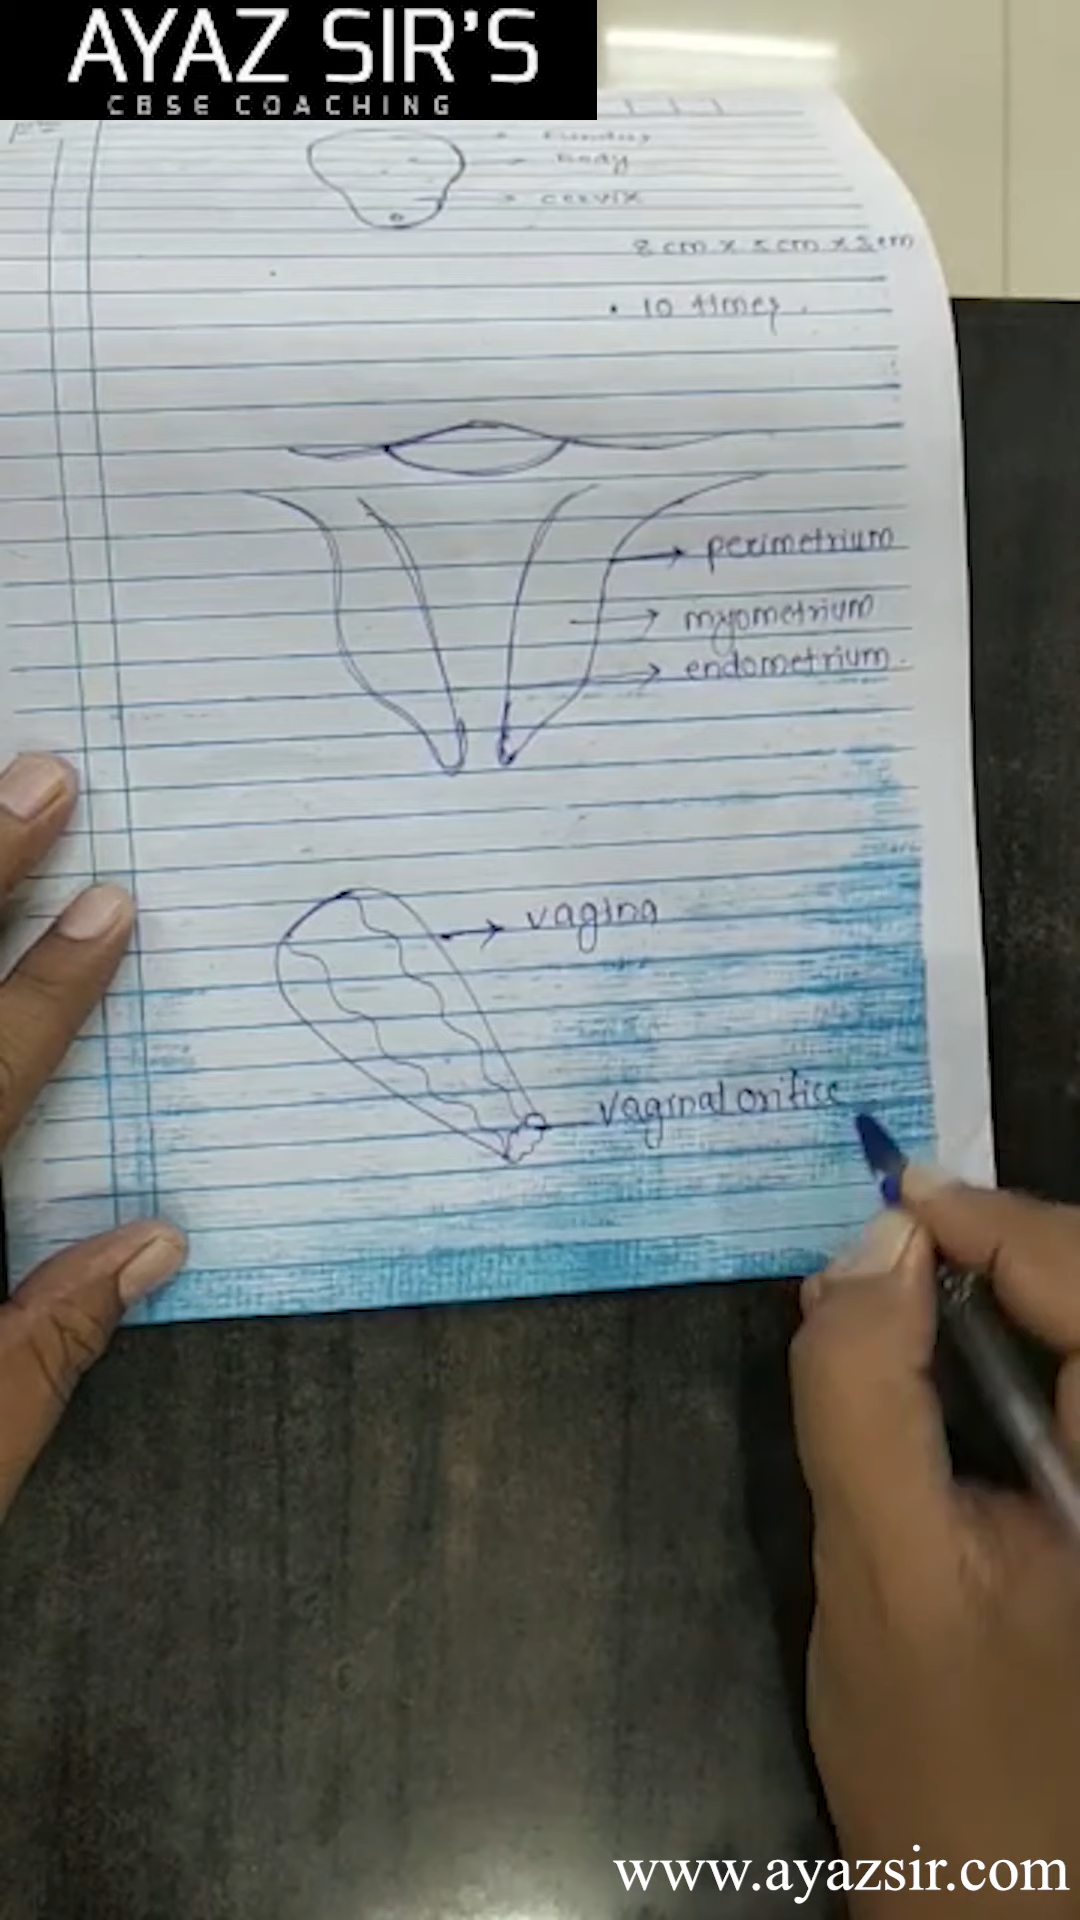 AYAZ SIR'S
CBSE COACHING
body
cervix
8 cm x 5 cm x 5 cm
• 10 times.
perimetrium
myometrium
endometrium.
vagina
vaginal orifice
www.ayazsir.com